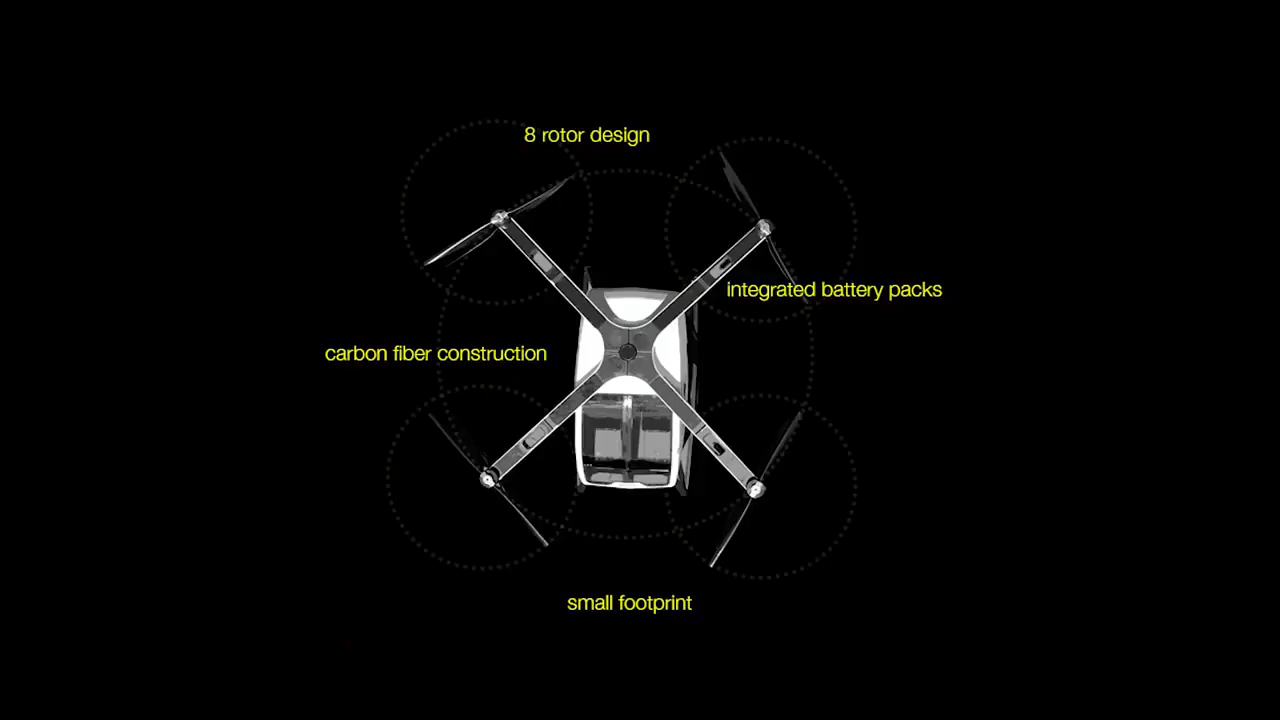 8 rotor design
integrated battery packs
carbon fiber construction
small footprint